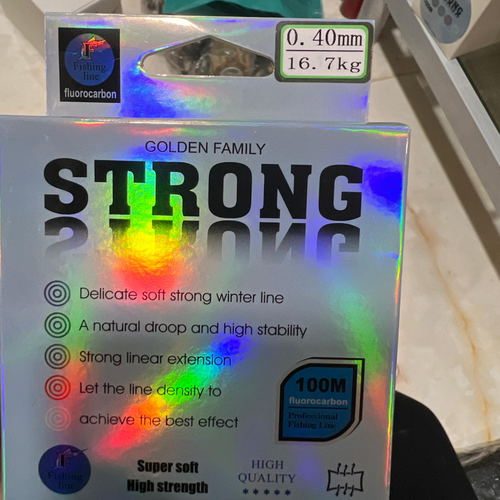 Fishing
line
fluorocarbon
0.40mm
16.7kg
GOLDEN FAMILY
STRONG
Delicate soft strong winter line
A natural droop and high stability
Strong linear extension
Let the line density to
achieve the best effect
100M
fluorocarbon
Professional
Fishing Line
Fishing
line
Super soft
High strength
HIGH
QUALITY